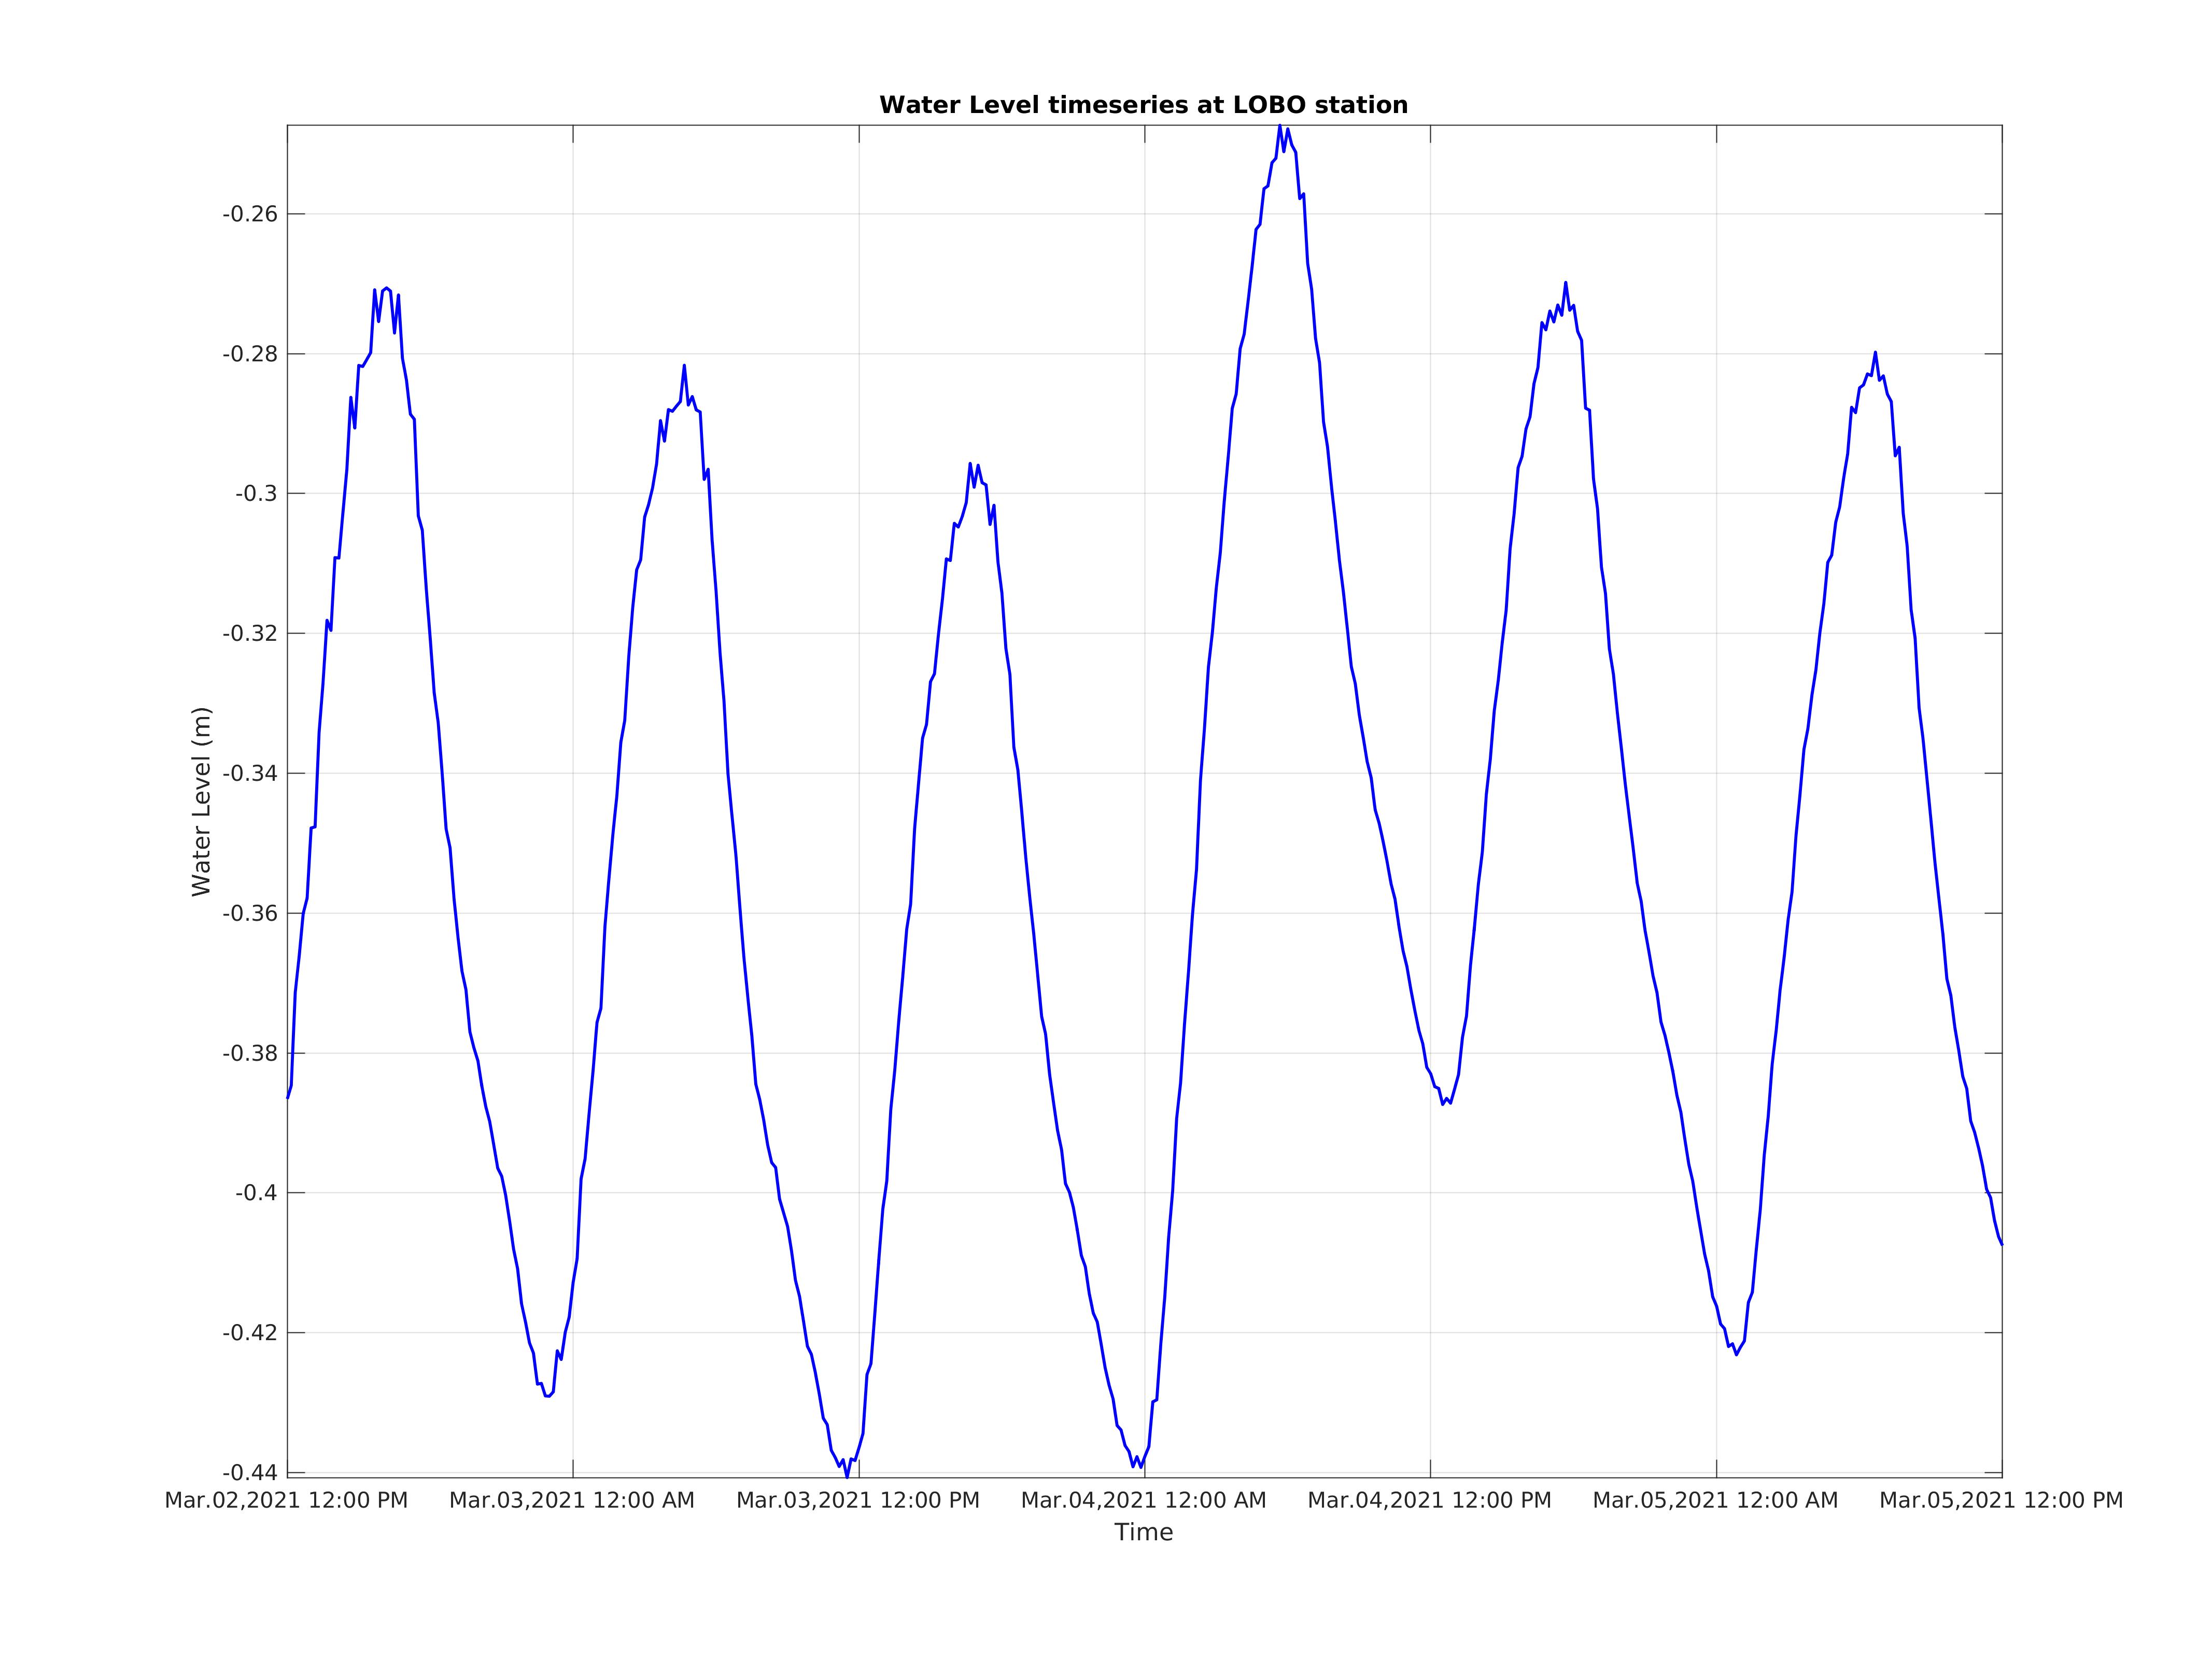 Water Level timeseries at LOBO station
-0.26
-0.28
-0.3
-0.32
-0.34
-0.36
-0.38
-0.4
-0.42
-0.44
Water Level (m)
Mar.02,2021 12:00 PM Mar.03,2021 12:00 AM Mar.03,2021 12:00 PM Mar.04,2021 12:00 AM Mar.04,2021 12:00 PM Mar.05,2021 12:00 AM Mar.05,2021 12:00 PM
Time